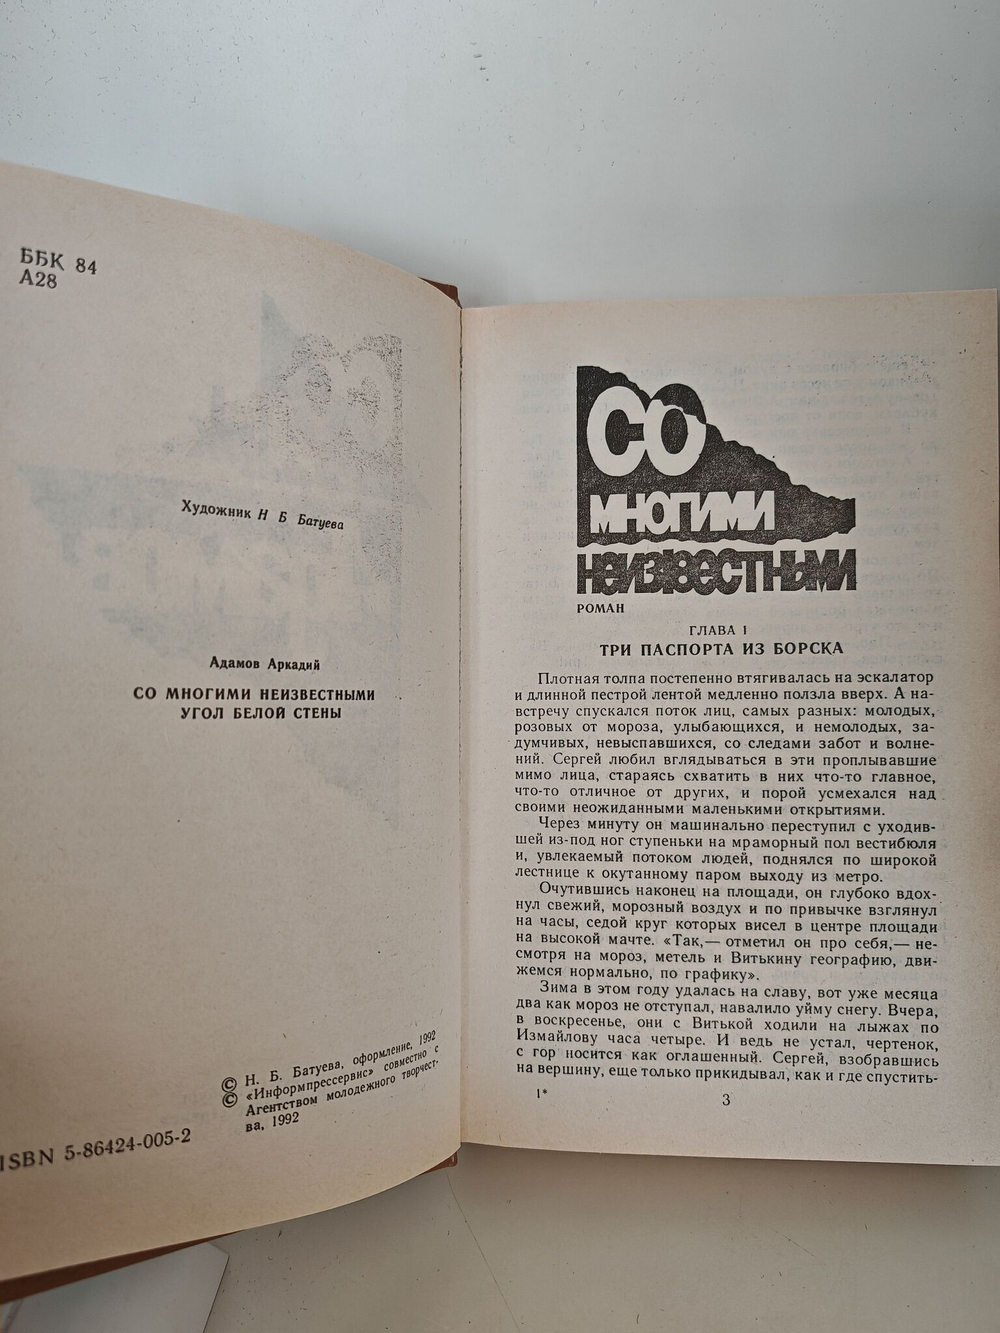 ББК 84
А28
Художник Н Б Батуева
Адамов Аркадий
СО МНОГИМИ НЕИЗВЕСТНЫМИ
УГОЛ БЕЛОЙ СТЕНЫ
© Н. Б. Батуева, оформление, 1992
© «Информпрессервис» совместно с
Агентством молодежного творчест-
ва, 1992
ISBN 5-86424-005-2
СО
МНОГИМИ
НЕИЗВЕСТНЫМИ
РОМАН
ГЛАВА I
ТРИ ПАСПОРТА ИЗ БОРСКА
Плотная толпа постепенно втягивалась на эскалатор
и длинной пестрой лентой медленно ползла вверх. А на-
встречу спускался поток лиц, самых разных: молодых,
розовых от мороза, улыбающихся, и немолодых, за-
думчивых, невыспавшихся, со следами забот и волне-
ний. Сергей любил вглядываться в эти проплывавшие
мимо лица, стараясь схватить в них что-то главное,
что-то отличное от других, и порой усмехался над
своими неожиданными маленькими открытиями.
Через минуту он машинально переступил с уходив-
шей из-под ног ступеньки на мраморный пол вестибюля
и, увлекаемый потоком людей, поднялся по широкой
лестнице к окутанному паром выходу из метро.
Очутившись наконец на площади, он глубоко вдох-
нул свежий, морозный воздух и по привычке взглянул
на часы, седой круг которых висел в центре площади
на высокой мачте. «Так,— отметил он про себя,— не-
смотря на мороз, метель и Витькину географию, дви-
жемся нормально, по графику».
Зима в этом году удалась на славу, вот уже месяца
два как мороз не отступал, навалило уйму снегу. Вчера,
в воскресенье, они с Витькой ходили на лыжах по
Измайлову часа четыре. И ведь не устал, чертенок,
с гор носится как оглашенный. Сергей, взобравшись
на вершину, еще только прикидывал, как и где спустить-
1*
3